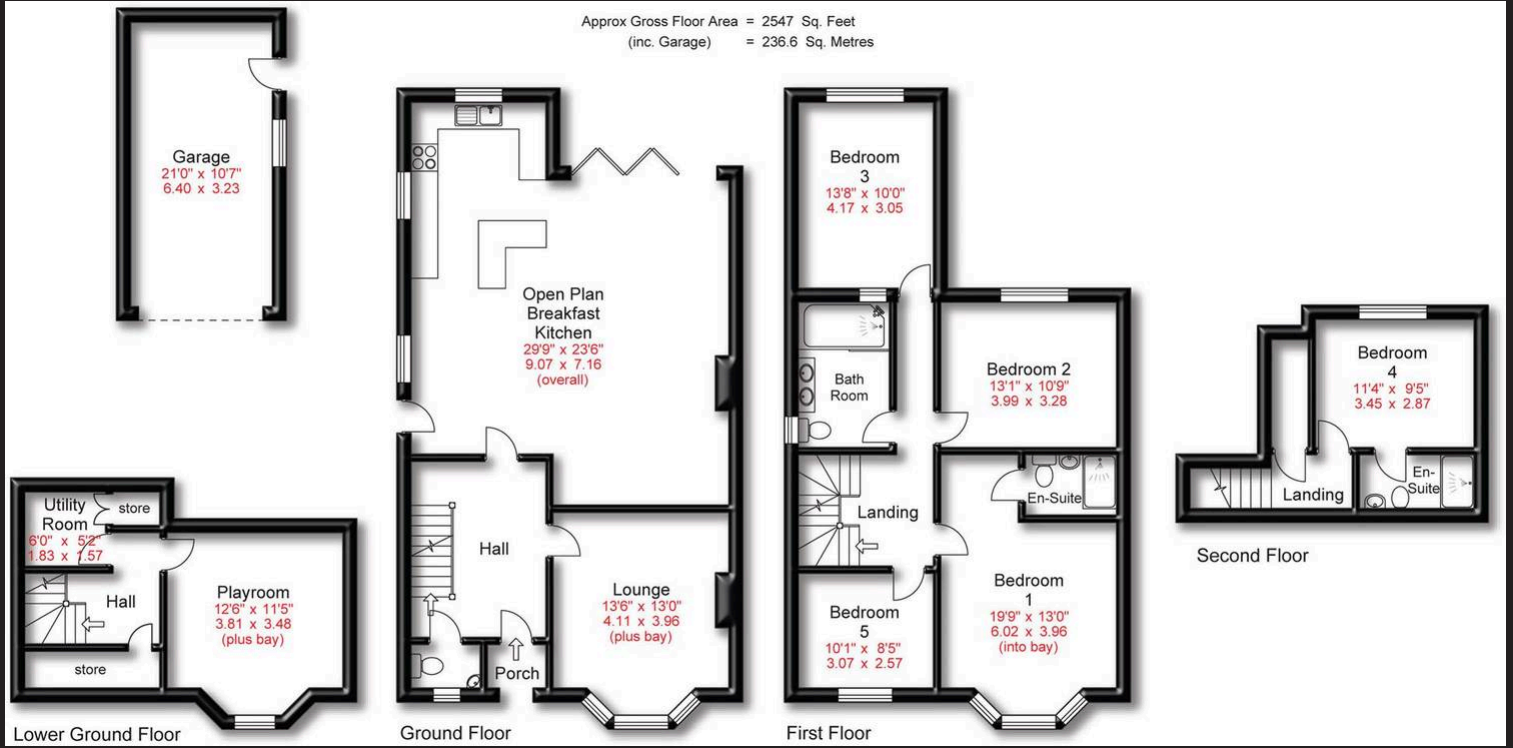 Approx Gross Floor Area = 2547 Sq. Feet
(inc. Garage) = 236.6 Sq. Metres
Garage
21'0" x 10'7"
6.40 x 3.23
Open Plan
Breakfast
Kitchen
29'9" x 23'6"
9.07 x 7.16
(overall)
Hall
Lounge
13'6" x 13'0"
4.11 x 3.96
(plus bay)
Porch
Ground Floor
Utility
Room
6'0" x 5'2"
1.83 x 1.57
store
Hall
Playroom
12'6" x 11'5"
3.81 x 3.48
(plus bay)
store
Lower Ground Floor
Bedroom
3
13'8" x 10'0"
4.17 x 3.05
Bath
Room
Bedroom 2
13'1" x 10'9"
3.99 x 3.28
En-Suite
Landing
Bedroom
1
19'9" x 13'0"
6.02 x 3.96
(into bay)
Bedroom
5
10'1" x 8'5"
3.07 x 2.57
First Floor
Bedroom
4
11'4" x 9'5"
3.45 x 2.87
En-
Suite
Landing
Second Floor